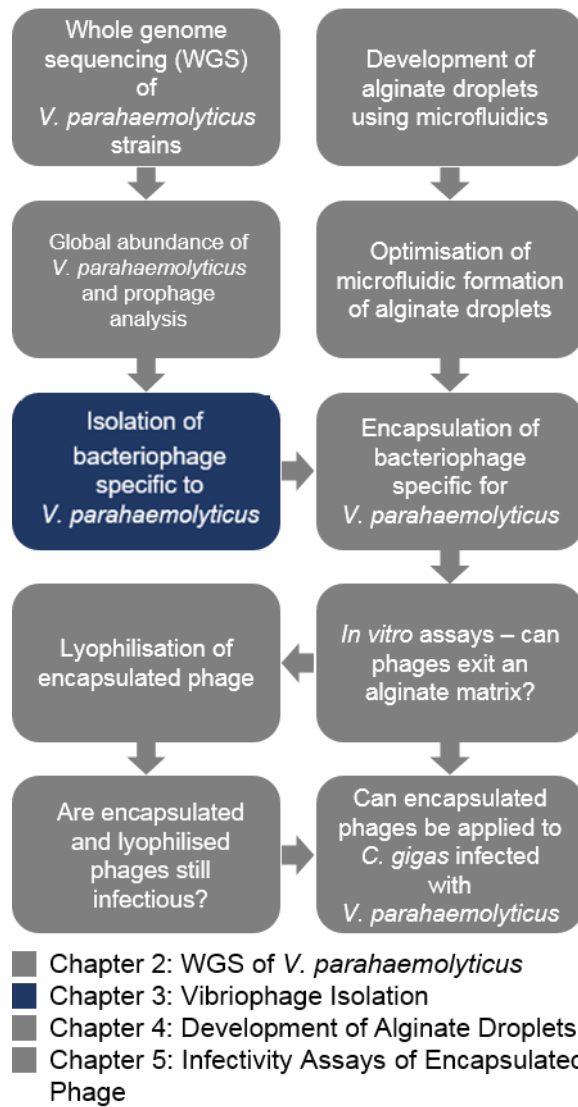 Whole genome
sequencing (WGS)
of
V. parahaemolyticus
strains
Development of
alginate droplets
using microfluidics
Global abundance of
V. parahaemolyticus
and prophage
analysis
Optimisation of
microfluidic formation
of alginate droplets
Isolation of
bacteriophage
specific to
V. parahaemolyticus
Encapsulation of
bacteriophage
specific for
V. parahaemolyticus
Lyophilisation of
encapsulated phage
In vitro assays – can
phages exit an
alginate matrix?
Are encapsulated
and lyophilised
phages still
infectious?
Can encapsulated
phages be applied to
C. gigas infected
with
V. parahaemolyticus
Chapter 2: WGS of V. parahaemolyticus
Chapter 3: Vibriophage Isolation
Chapter 4: Development of Alginate Droplets
Chapter 5: Infectivity Assays of Encapsulated
Phage